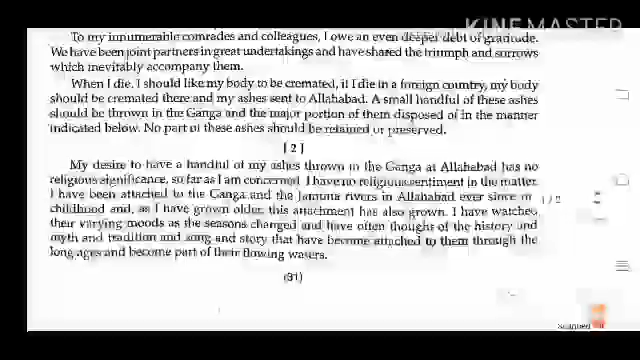 KINEMASTER
To my innumerable comrades and colleagues, I owe an even deeper debt of gratitude.
We have been joint partners in great undertakings and have shared the triumph and sorrows
which inevitably accompany them.
When I die. I should like my body to be cremated, if I die in a foreign country, my body
should be cremated there and my ashes sent to Allahabad. A small handful of these ashes
should be thrown in the Ganga and the major portion of them disposed of in the manner
indicated below. No part of these ashes should be retained or preserved.
[2]
My desire to have a handful of my ashes thrown in the Ganga at Allahabad has no
religious significance, so far as I am concerned. I have no religious sentiment in the matter.
I have been attached to the Ganga and the Jamuna rivers in Allahabad ever since m
childhood and, as I have grown older, this attachment has also grown. I have watched
their varying moods as the seasons changed and have often thought of the history and
myth and tradition and song and story that have become attached to them through the
long ages and become part of their flowing waters.
1/2
(31)